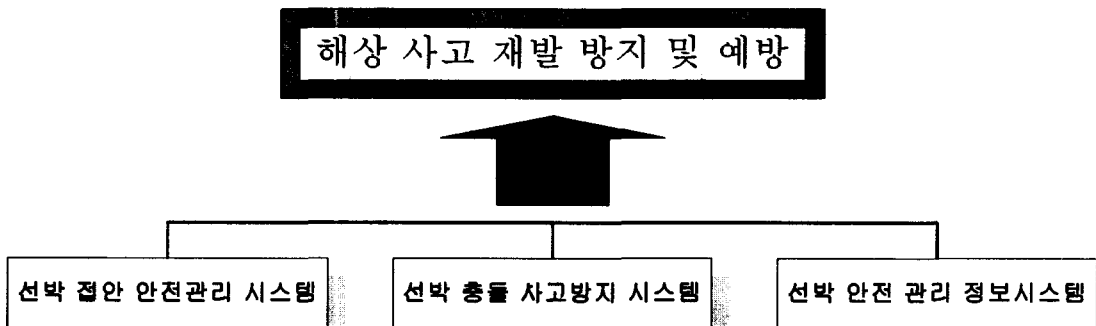 해상 사고 재발 방지 및 예방
선박 접안 안전관리 시스템
선박 충돌 사고방지 시스템
선박 안전 관리 정보시스템